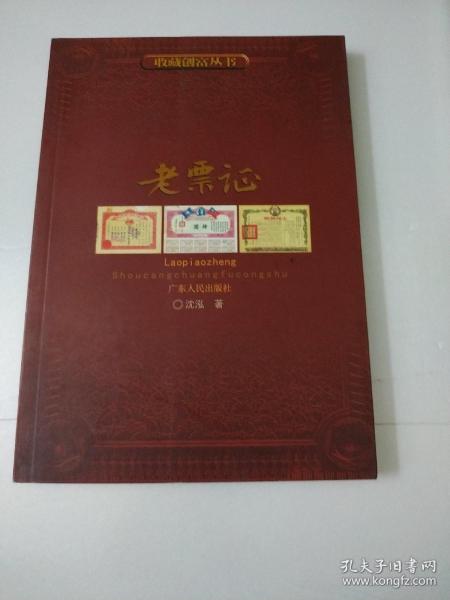 收藏创富丛书
老票证
Laopiaozheng
Shoucangchuangfucongshu
广东人民出版社
◎沈泓 著
孔夫子旧书网
www.kongfz.com